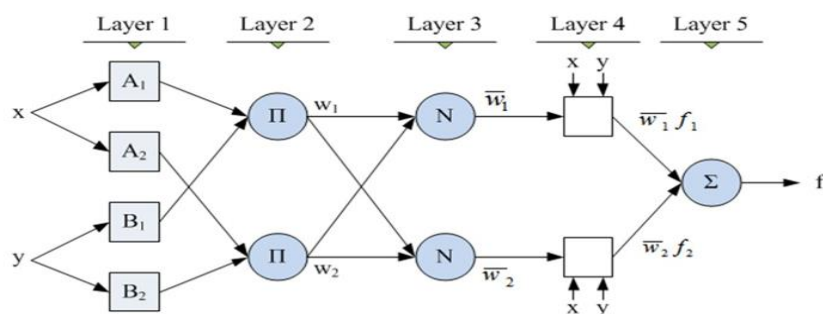 Layer 1 Layer 2 Layer 3 Layer 4 Layer 5
x y
A₁ w₁ w̅₁
x Π N w̅₁ f₁
A₂
Σ f
B₁
y w̅₂ f₂
Π N
B₂ w₂ w̅₂
x y